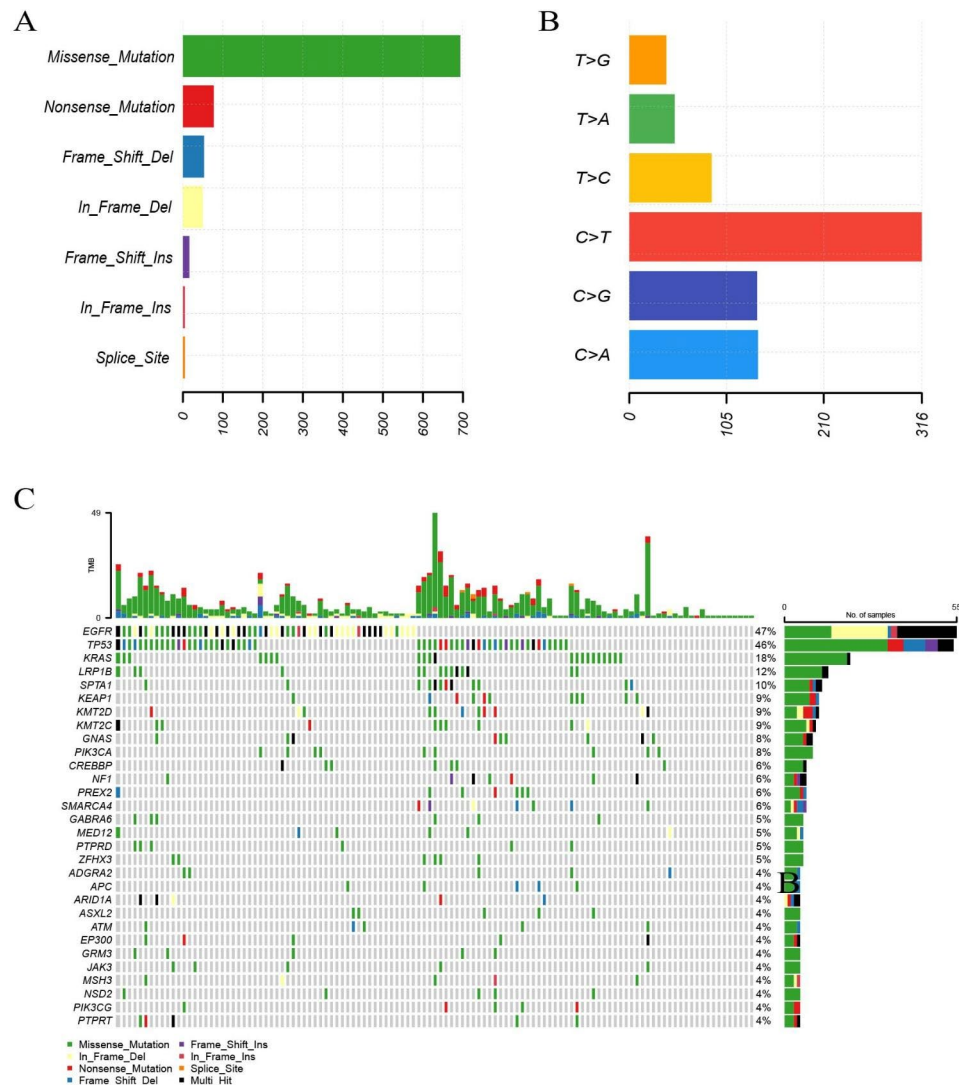 A
Missense_Mutation
Nonsense_Mutation
Frame_Shift_Del
In_Frame_Del
Frame_Shift_Ins
In_Frame_Ins
Splice_Site
0 100 200 300 400 500 600 700
B
T>G
T>A
T>C
C>T
C>G
C>A
0 105 210 316
C
49
TMB
0
0 55
No. of samples
EGFR 47%
TP53 46%
KRAS 18%
LRP1B 12%
SPTA1 10%
KEAP1 9%
KMT2D 9%
KMT2C 9%
GNAS 8%
PIK3CA 8%
CREBBP 6%
NF1 6%
PREX2 6%
SMARCA4 6%
GABRA6 5%
MED12 5%
PTPRD 5%
ZFHX3 5%
ADGRA2 4%
APC 4% B
ARID1A 4%
ASXL2 4%
ATM 4%
EP300 4%
GRM3 4%
JAK3 4%
MSH3 4%
NSD2 4%
PIK3CG 4%
PTPRT 4%
Missense_Mutation Frame_Shift_Ins
In_Frame_Del In_Frame_Ins
Nonsense_Mutation Splice_Site
Frame_Shift_Del Multi_Hit